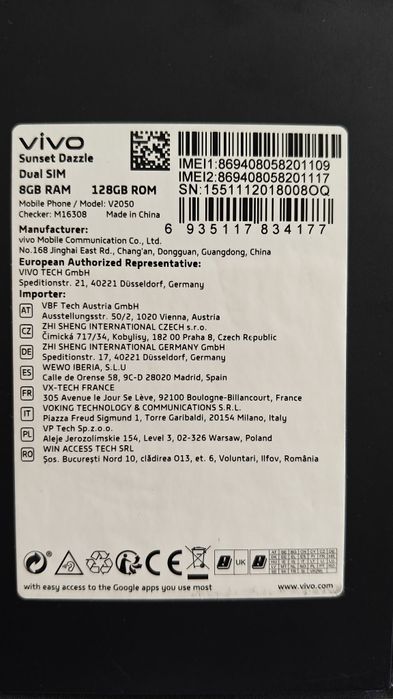 vivo
Sunset Dazzle
Dual SIM
8GB RAM 128GB ROM
Mobile Phone / Model: V2050
Checker: M16308 Made in China
IMEI1:869408058201109
IMEI2:869408058201117
SN:1551112018008OQ
6 935117 834177
Manufacturer:
vivo Mobile Communication Co., Ltd.
No.168 Jinghai East Rd., Chang'an, Dongguan, Guangdong, China
European Authorized Representative:
VIVO TECH GmbH
Speditionstr. 21, 40221 Düsseldorf, Germany
Importer:
AT VBF Tech Austria GmbH
Ausstellungsstr. 50/2, 1020 Vienna, Austria
CZ ZHI SHENG INTERNATIONAL CZECH s.r.o.
Čimická 717/34, Kobylisy, 182 00 Praha 8, Czech Republic
DE ZHI SHENG INTERNATIONAL GERMANY GmbH
Speditionstr. 17, 40221 Düsseldorf, Germany
ES WEWO IBERIA, S.L.U
Calle de Orense 58, 9C-D 28020 Madrid, Spain
FR VX-TECH FRANCE
305 Avenue le Jour Se Lève, 92100 Boulogne-Billancourt, France
IT VOKING TECHNOLOGY & COMMUNICATIONS S.R.L.
Piazza Freud Sigmund 1, Torre Garibaldi, 20154 Milano, Italy
PL VP Tech Sp.z.o.o.
Aleje Jerozolimskie 154, Level 3, 02-326 Warsaw, Poland
RO WIN ACCESS TECH SRL
Șos. București Nord 10, clădirea O13, et. 6, Voluntari, Ilfov, România
CE UK
with easy access to the Google apps you use most www.vivo.com